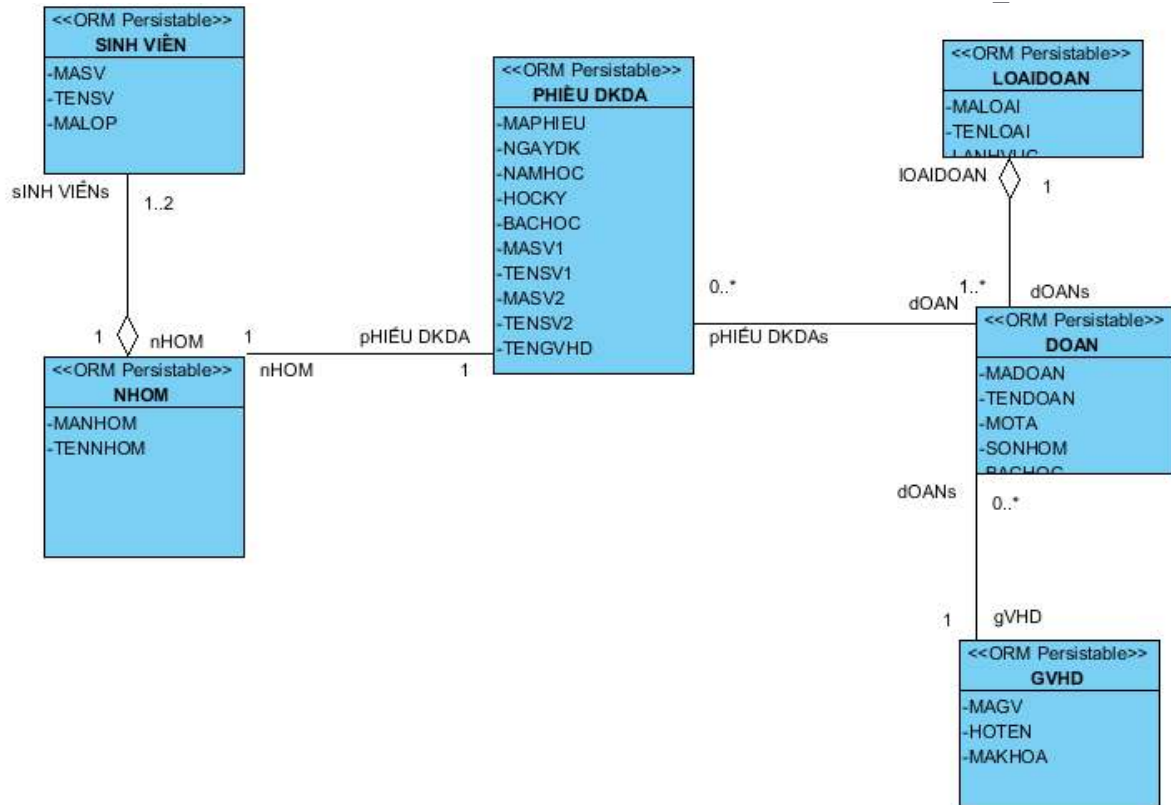 <<ORM Persistable>>
SINH VIÊN
-MASV
-TENSV
-MALOP
sINH VIÊNs
1..2
1
nHOM
<<ORM Persistable>>
NHOM
-MANHOM
-TENNHOM
1
nHOM
pHIẾU DKDA
1
<<ORM Persistable>>
PHIẾU DKDA
-MAPHIEU
-NGAYDK
-NAMHOC
-HOCKY
-BACHOC
-MASV1
-TENSV1
-MASV2
-TENSV2
-TENGVHD
0..*
pHIẾU DKDAs
dOAN
<<ORM Persistable>>
LOAIDOAN
-MALOAI
-TENLOAI
-LANHVUC
lOAIDOAN
1
1..*
dOANs
<<ORM Persistable>>
DOAN
-MADOAN
-TENDOAN
-MOTA
-SONHOM
-BACHOC
dOANs
0..*
1
gVHD
<<ORM Persistable>>
GVHD
-MAGV
-HOTEN
-MAKHOA